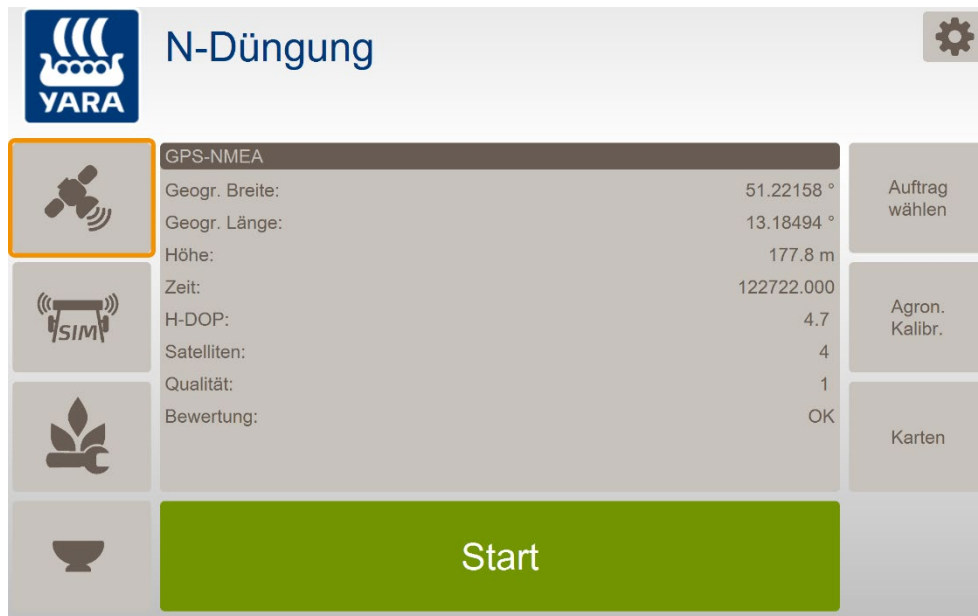 YARA
N-Düngung
GPS-NMEA
Geogr. Breite: 51.22158 °
Geogr. Länge: 13.18494 °
Höhe: 177.8 m
Zeit: 122722.000
H-DOP: 4.7
Satelliten: 4
Qualität: 1
Bewertung: OK
SIM
Auftrag
wählen
Agron.
Kalibr.
Karten
Start